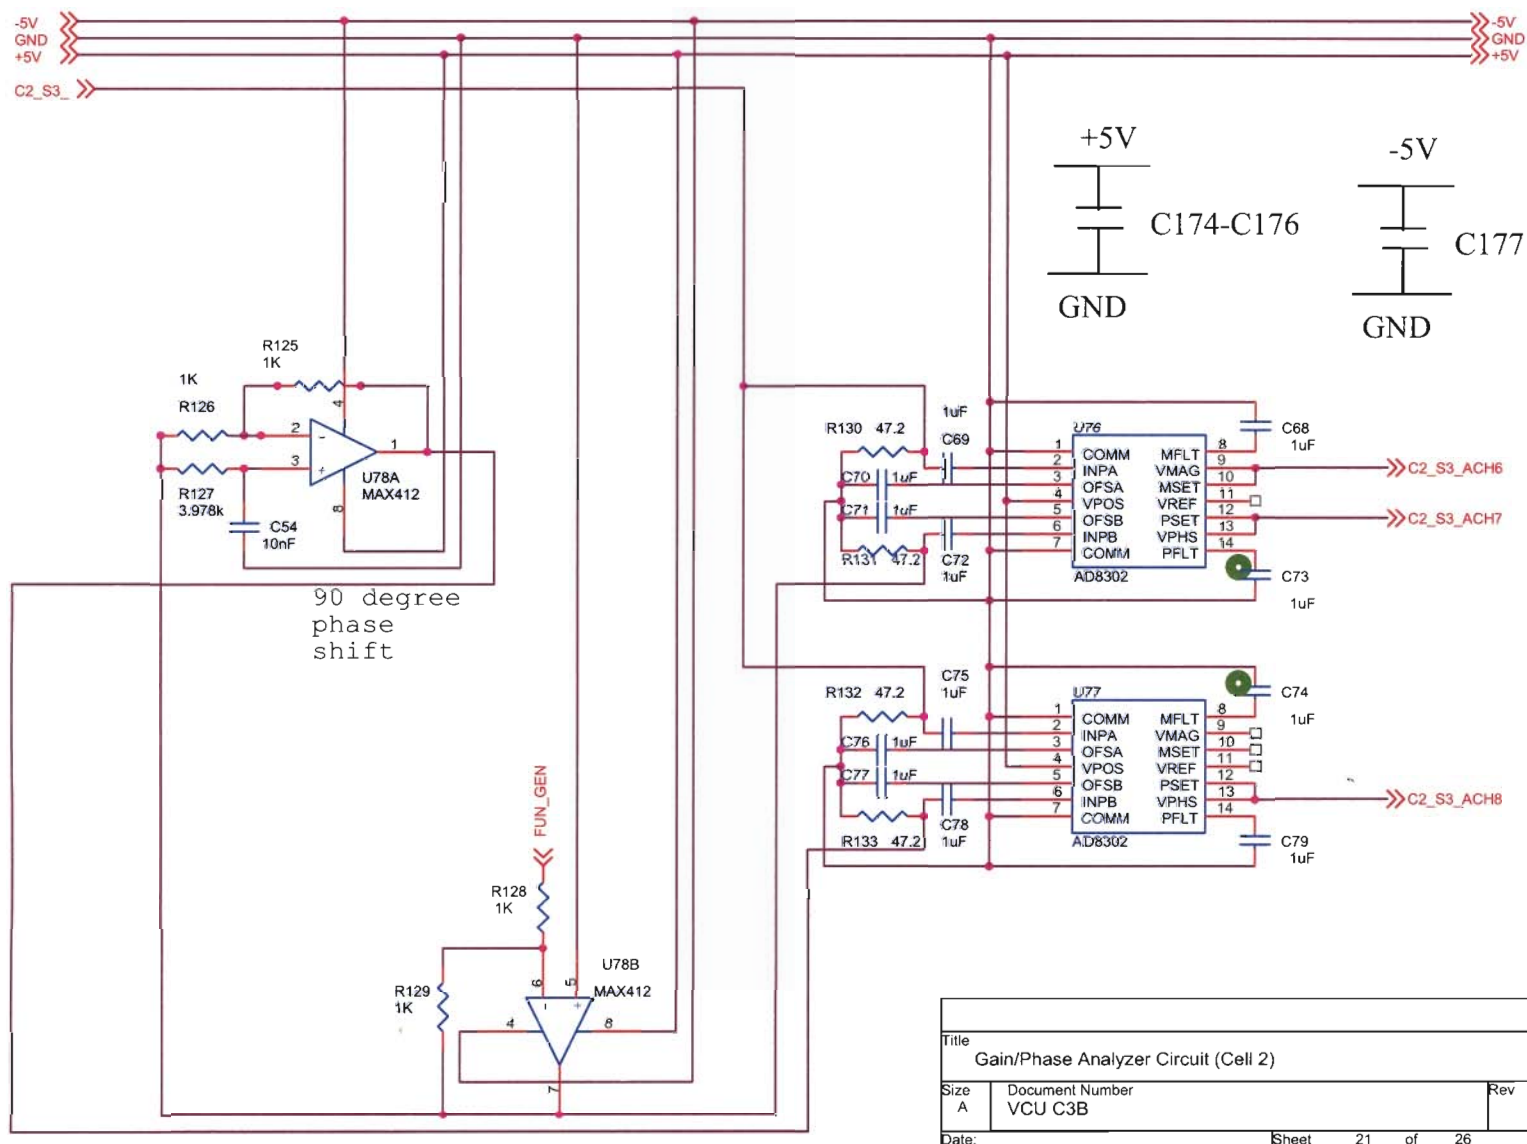 -5V
GND
+5V
C2_S3_
-5V
GND
+5V
+5V
C174-C176
GND
-5V
C177
GND
R125
1K
1K
R126
4
2
-
1
3
+
U78A
MAX412
8
R127
3.978k
C54
10nF
90 degree
phase
shift
R130 47.2
1uF
C69
C70 1uF
C71 1uF
R131 47.2
C72
1uF
U76
1 COMM MFLT 8
2 INPA VMAG 9
3 OFSA MSET 10
4 VPOS VREF 11
5 OFSB PSET 12
6 INPB VPHS 13
7 COMM PFLT 14
AD8302
C68
1uF
C2_S3_ACH6
C2_S3_ACH7
C73
1uF
R132 47.2
C75
1uF
C76 1uF
C77 1uF
R133 47.2
C78
1uF
U77
1 COMM MFLT 8
2 INPA VMAG 9
3 OFSA MSET 10
4 VPOS VREF 11
5 OFSB PSET 12
6 INPB VPHS 13
7 COMM PFLT 14
AD8302
C74
1uF
C2_S3_ACH8
C79
1uF
FUN_GEN
R128
1K
R129
1K
U78B
MAX412
6
5
-
+
4
8
7
Title
Gain/Phase Analyzer Circuit (Cell 2)
Size
A
Document Number
VCU C3B
Rev
Date:
Sheet 21 of 26